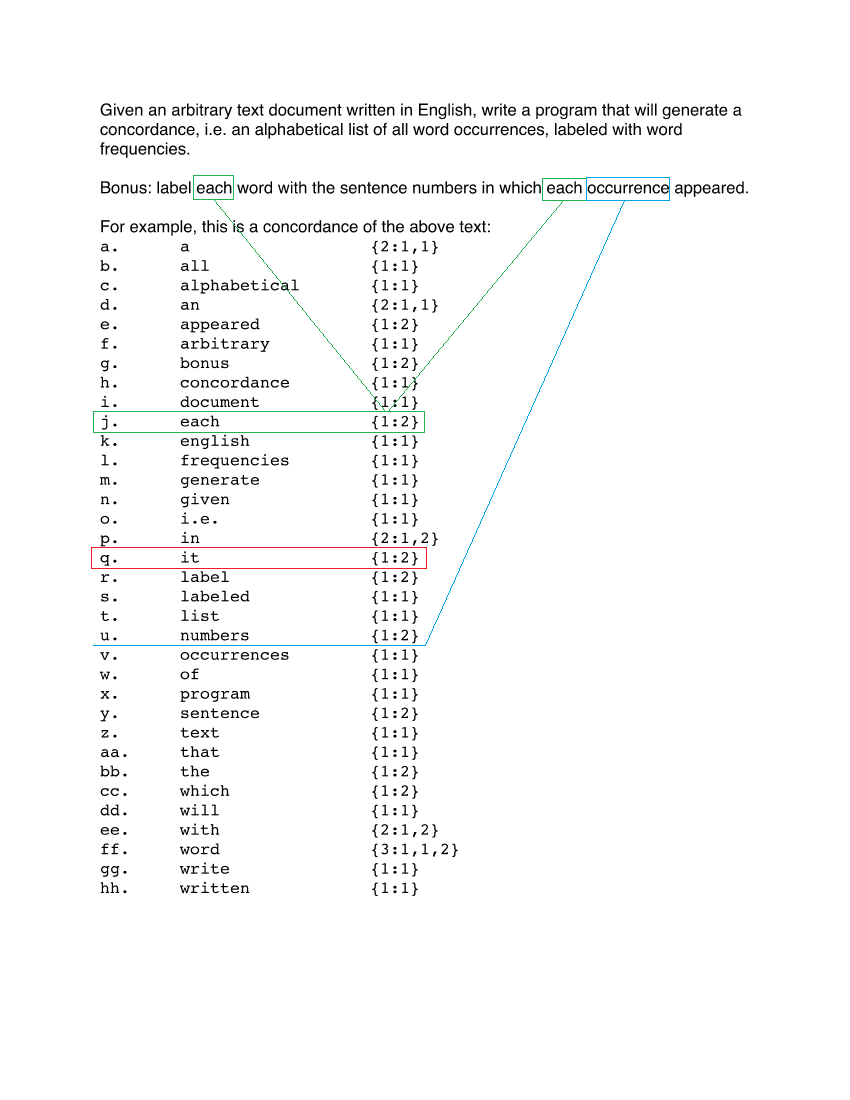 Given an arbitrary text document written in English, write a program that will generate a
concordance, i.e. an alphabetical list of all word occurrences, labeled with word
frequencies.
Bonus: label each word with the sentence numbers in which each occurrence appeared.
For example, this is a concordance of the above text:
a. a {2:1,1}
b. all {1:1}
c. alphabetical {1:1}
d. an {2:1,1}
e. appeared {1:2}
f. arbitrary {1:1}
g. bonus {1:2}
h. concordance {1:1}
i. document {1:1}
j. each {1:2}
k. english {1:1}
l. frequencies {1:1}
m. generate {1:1}
n. given {1:1}
o. i.e. {1:1}
p. in {2:1,2}
q. it {1:2}
r. label {1:2}
s. labeled {1:1}
t. list {1:1}
u. numbers {1:2}
v. occurrences {1:1}
w. of {1:1}
x. program {1:1}
y. sentence {1:2}
z. text {1:1}
aa. that {1:1}
bb. the {1:2}
cc. which {1:2}
dd. will {1:1}
ee. with {2:1,2}
ff. word {3:1,1,2}
gg. write {1:1}
hh. written {1:1}